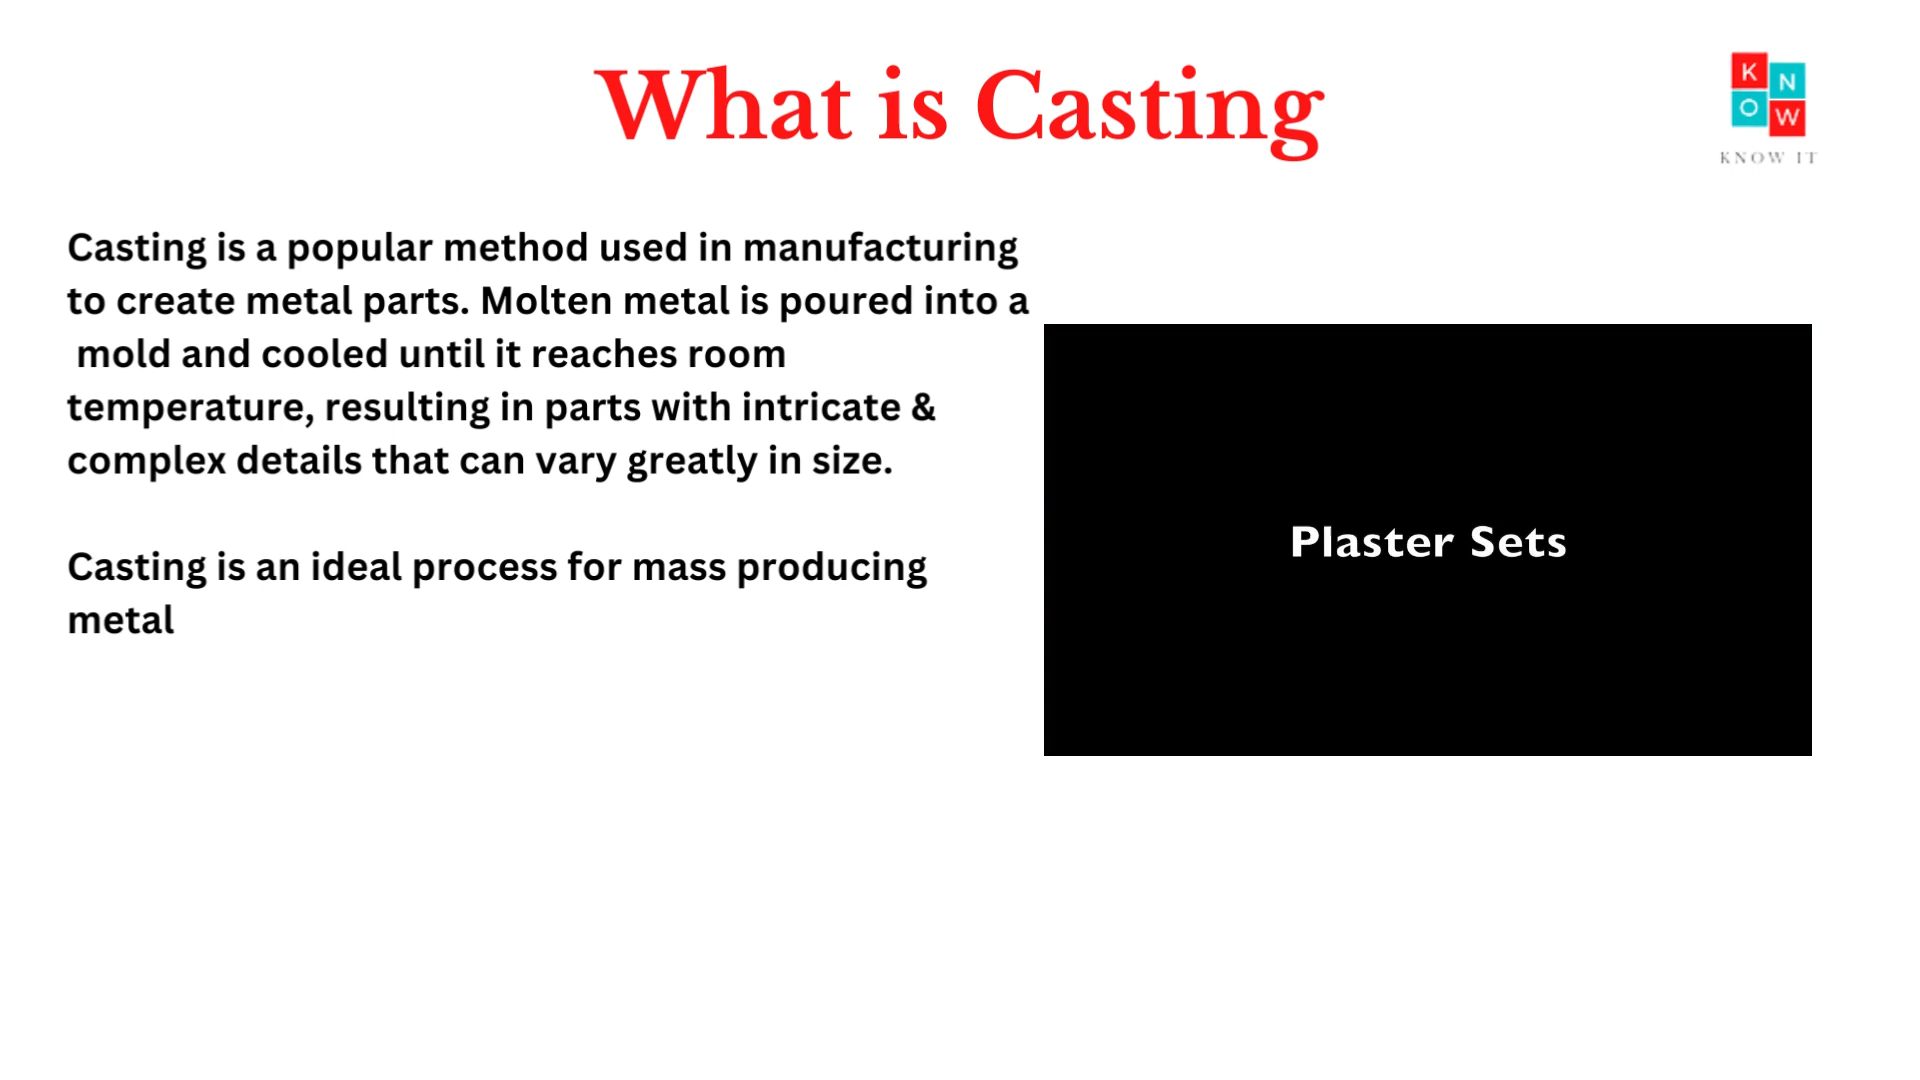 What is Casting
K
N
O
W
KNOW IT
Casting is a popular method used in manufacturing
to create metal parts. Molten metal is poured into a
mold and cooled until it reaches room
temperature, resulting in parts with intricate &
complex details that can vary greatly in size.
Casting is an ideal process for mass producing
metal
Plaster Sets